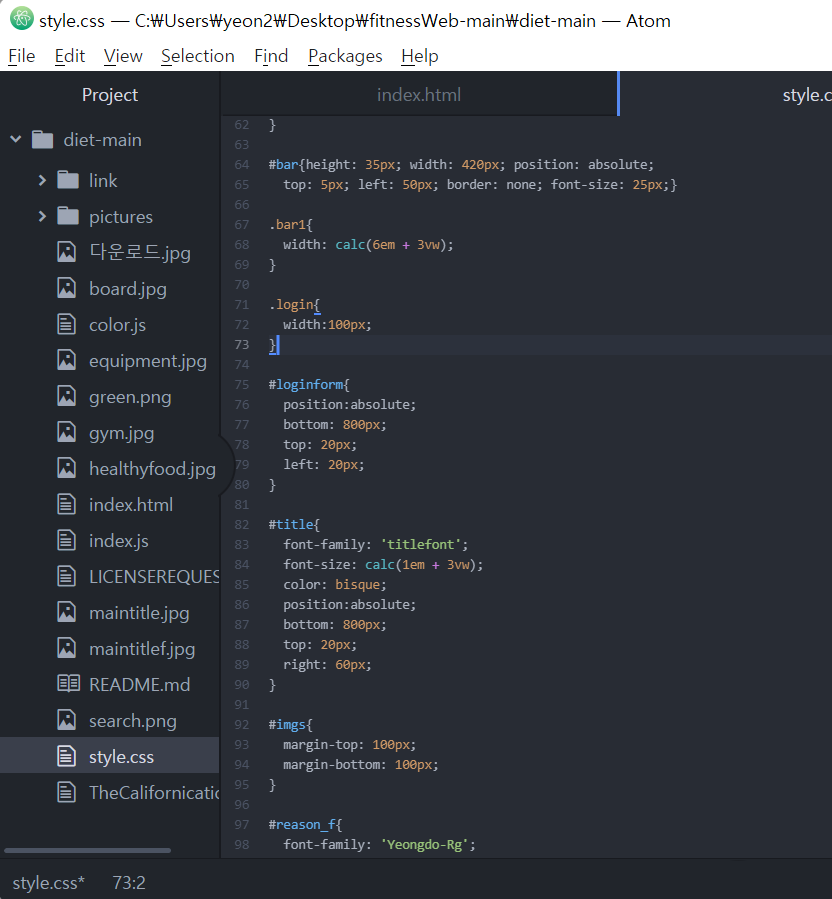 style.css — C:₩Users₩yeon2₩Desktop₩fitnessWeb-main₩diet-main — Atom
File Edit View Selection Find Packages Help
Project
diet-main
link
pictures
다운로드.jpg
board.jpg
color.js
equipment.jpg
green.png
gym.jpg
healthyfood.jpg
index.html
index.js
LICENSEREQUES
maintitle.jpg
maintitlef.jpg
README.md
search.png
style.css
TheCalifornicatio
index.html style.c
62 }
63
64 #bar{height: 35px; width: 420px; position: absolute;
65 top: 5px; left: 50px; border: none; font-size: 25px;}
66
67 .bar1{
68 width: calc(6em + 3vw);
69 }
70
71 .login{
72 width:100px;
73 }
74
75 #loginform{
76 position:absolute;
77 bottom: 800px;
78 top: 20px;
79 left: 20px;
80 }
81
82 #title{
83 font-family: 'titlefont';
84 font-size: calc(1em + 3vw);
85 color: bisque;
86 position:absolute;
87 bottom: 800px;
88 top: 20px;
89 right: 60px;
90 }
91
92 #imgs{
93 margin-top: 100px;
94 margin-bottom: 100px;
95 }
96
97 #reason_f{
98 font-family: 'Yeongdo-Rg';
style.css* 73:2